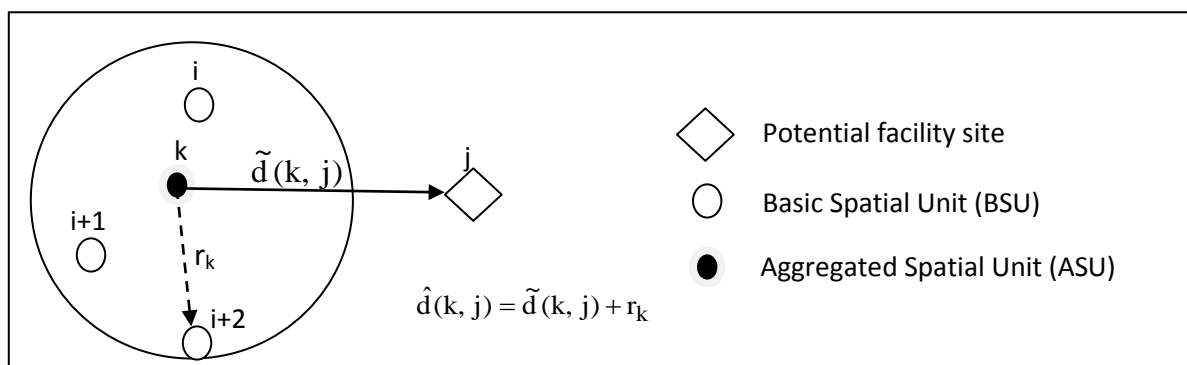 i
k
d̃(k, j)
j
i+1
r_k
i+2
d̂(k, j) = d̃(k, j) + r_k
Potential facility site
Basic Spatial Unit (BSU)
Aggregated Spatial Unit (ASU)